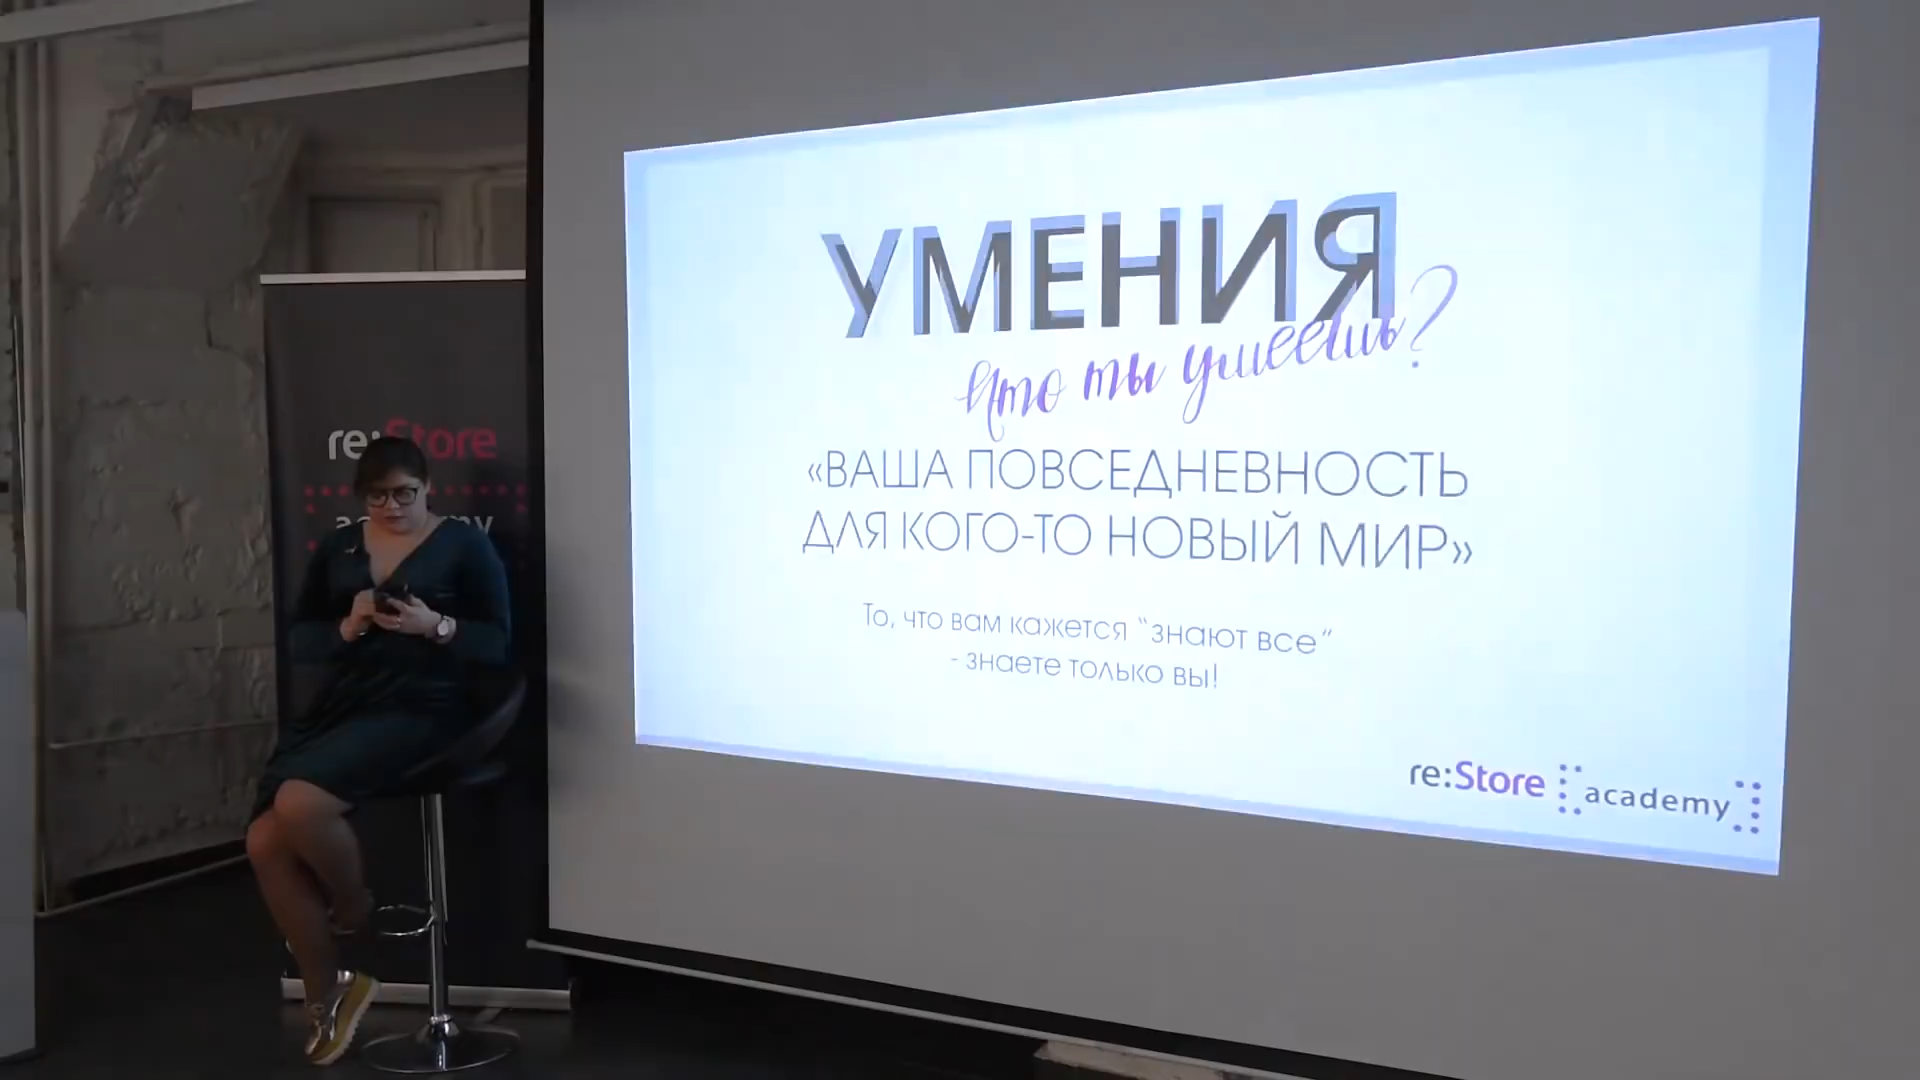 УМЕНИЯ
что ты умеешь?
«ВАША ПОВСЕДНЕВНОСТЬ
ДЛЯ КОГО-ТО НОВЫЙ МИР»
То, что вам кажется “знают все”
- знаете только вы!
re:Store academy
re:Store